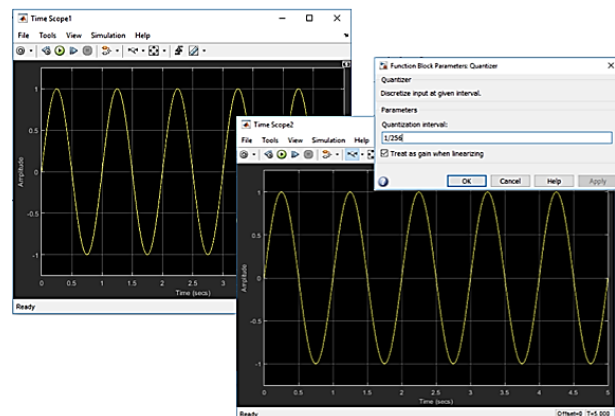 Time Scope1
File Tools View Simulation Help
Amplitude
1
0.5
0
-0.5
-1
0 0.5 1 1.5 2 2.5 3 3.5
Time (secs)
Ready
Function Block Parameters: Quantizer
Quantizer
Discretize input at given interval.
Parameters
Quantization interval:
1/256
Treat as gain when linearizing
OK Cancel Help Apply
Time Scope2
File Tools View Simulation Help
Amplitude
1
0.5
0
-0.5
-1
0 0.5 1 1.5 2 2.5 3 3.5 4 4.5 5
Time (secs)
Ready
Offset=0 T=5.000